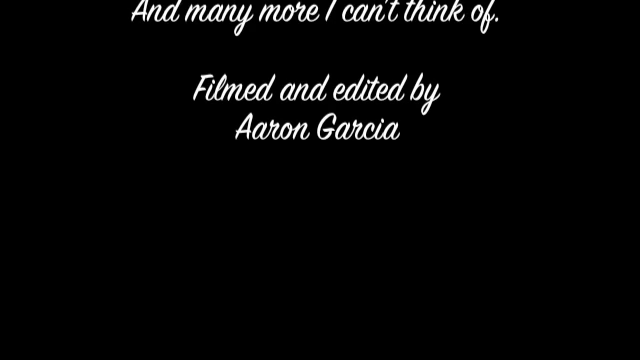 And many more I can't think of.
Filmed and edited by
Aaron Garcia